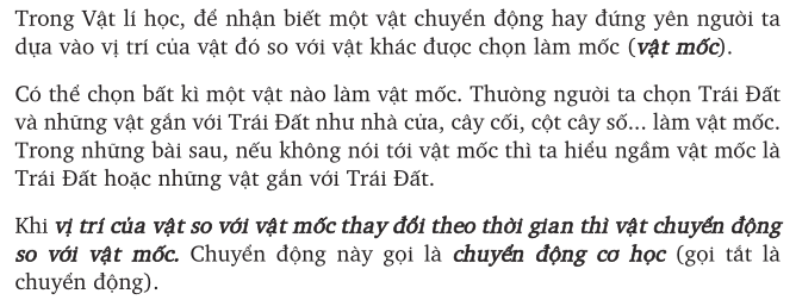 Trong Vật lí học, để nhận biết một vật chuyển động hay đứng yên người ta
dựa vào vị trí của vật đó so với vật khác được chọn làm mốc (vật mốc).
Có thể chọn bất kì một vật nào làm vật mốc. Thường người ta chọn Trái Đất
và những vật gắn với Trái Đất như nhà cửa, cây cối, cột cây số... làm vật mốc.
Trong những bài sau, nếu không nói tới vật mốc thì ta hiểu ngầm vật mốc là
Trái Đất hoặc những vật gắn với Trái Đất.
Khi vị trí của vật so với vật mốc thay đổi theo thời gian thì vật chuyển động
so với vật mốc. Chuyển động này gọi là chuyển động cơ học (gọi tắt là
chuyển động).